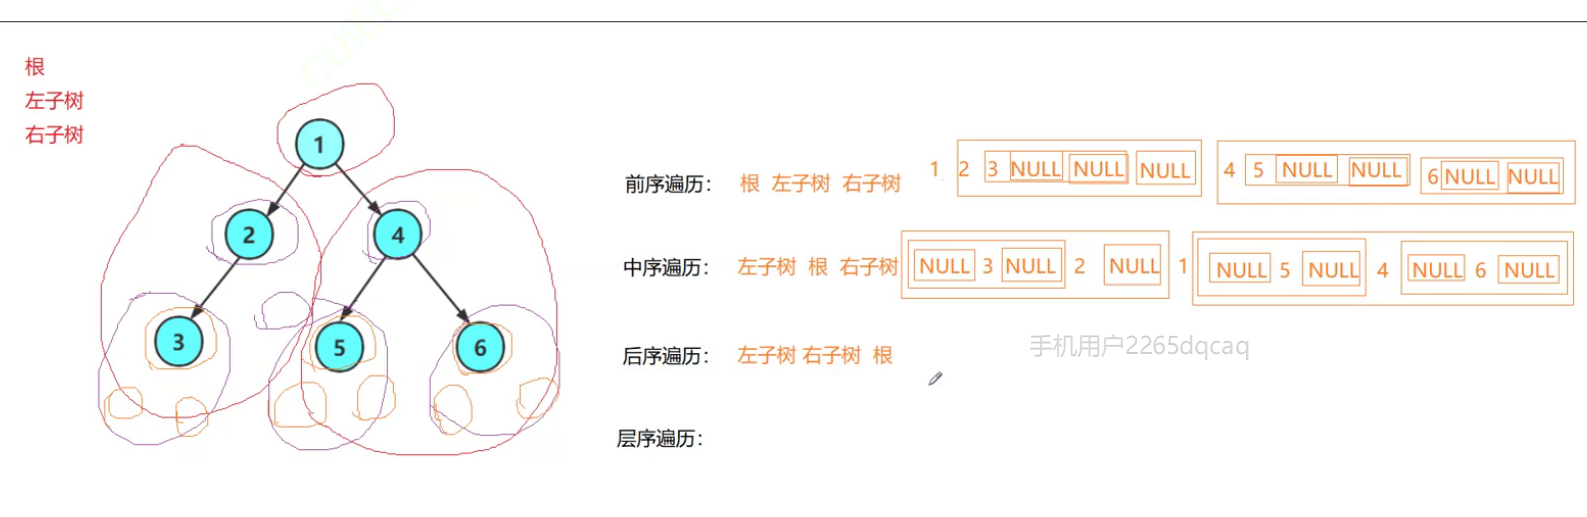 CUIEL
根
左子树
右子树
1
2
4
3
5
6
前序遍历： 根 左子树 右子树 1 2 3 NULL NULL NULL 4 5 NULL NULL 6 NULL NULL
中序遍历： 左子树 根 右子树 NULL 3 NULL 2 NULL 1 NULL 5 NULL 4 NULL 6 NULL
后序遍历： 左子树 右子树 根
手机用户2265dqcaq
层序遍历：